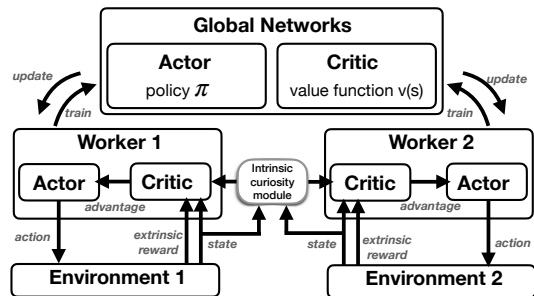 Global Networks
Actor
policy π
Critic
value function v(s)
update
train
update
train
Worker 1
Actor
Critic
advantage
Intrinsic
curiosity
module
Worker 2
Critic
Actor
advantage
action
extrinsic
reward
state
state
extrinsic
reward
action
Environment 1
Environment 2